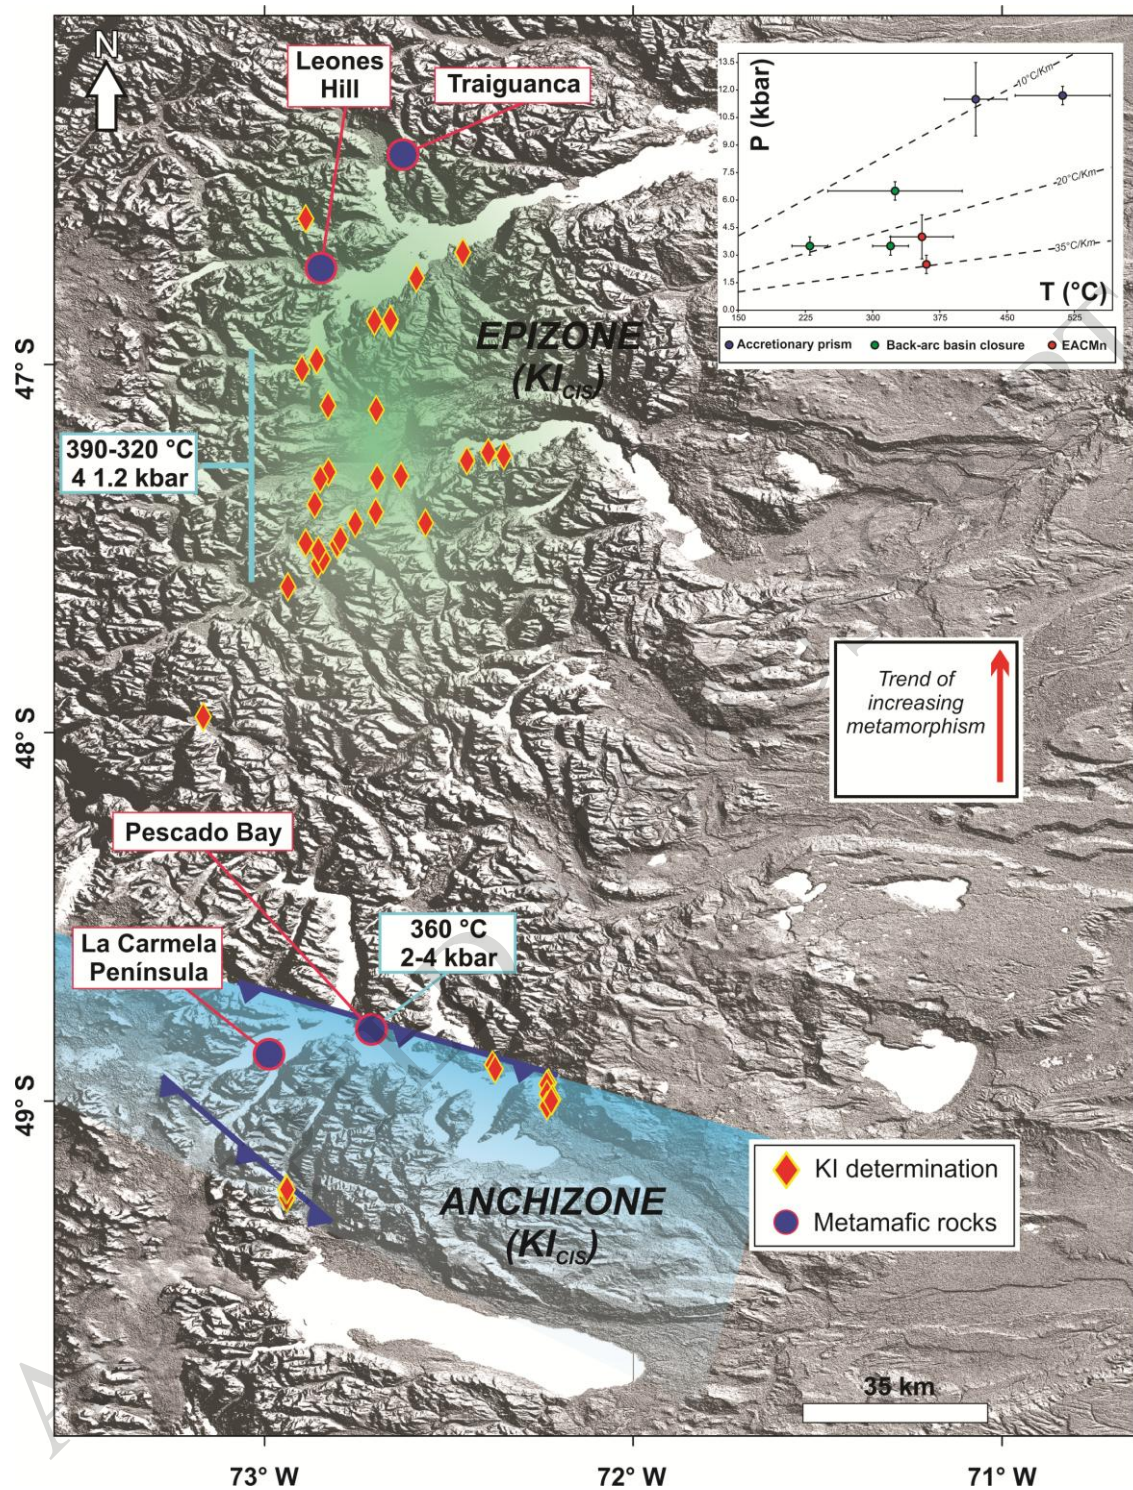 N
Leones
Hill
Traiguanca
P (kbar)
13.5
12.0
10.5
9.0
7.5
6.0
4.5
3.0
1.5
0.0
10°C/Km
20°C/Km
35°C/Km
T (°C)
150
225
300
375
450
525
Accretionary prism
Back-arc basin closure
EACMn
EPIZONE
(KICIS)
47° S
390-320 °C
4 1.2 kbar
Trend of
increasing
metamorphism
48° S
Pescado Bay
La Carmela
Península
360 °C
2-4 kbar
49° S
ANCHIZONE
(KICIS)
KI determination
Metamafic rocks
35 km
73° W
72° W
71° W